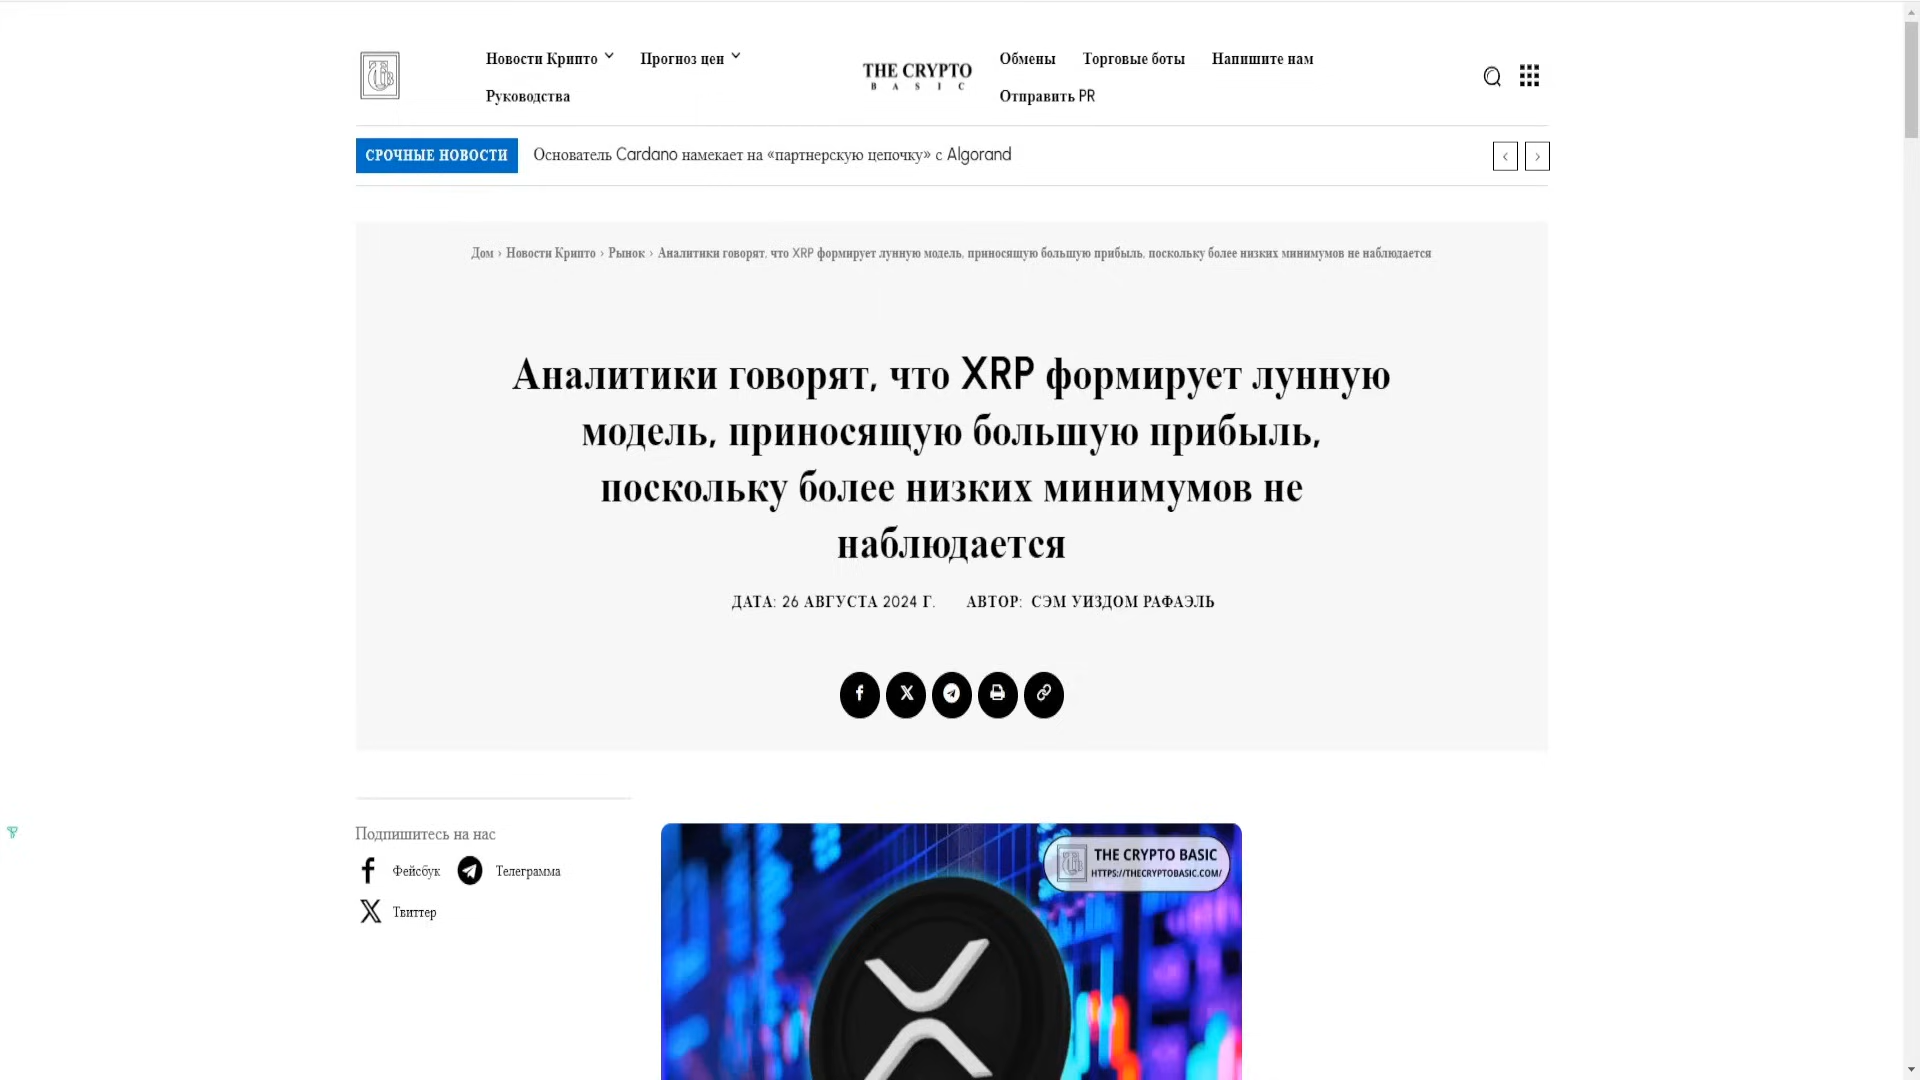 Новости Крипто
Прогноз цен
Руководства
THE CRYPTO
BASIC
Обмены
Торговые боты
Напишите нам
Отправить PR
СРОЧНЫЕ НОВОСТИ
Основатель Cardano намекает на «партнерскую цепочку» с Algorand
Дом › Новости Крипто › Рынок › Аналитики говорят, что XRP формирует лунную модель, приносящую большую прибыль, поскольку более низких минимумов не наблюдается
Аналитики говорят, что XRP формирует лунную
модель, приносящую большую прибыль,
поскольку более низких минимумов не
наблюдается
ДАТА: 26 АВГУСТА 2024 Г.
АВТОР: СЭМ УИЗДОМ РАФАЭЛЬ
Подпишитесь на нас
Фейсбук
Телеграмма
Твиттер
THE CRYPTO BASIC
HTTPS://THECRYPTOBASIC.COM/